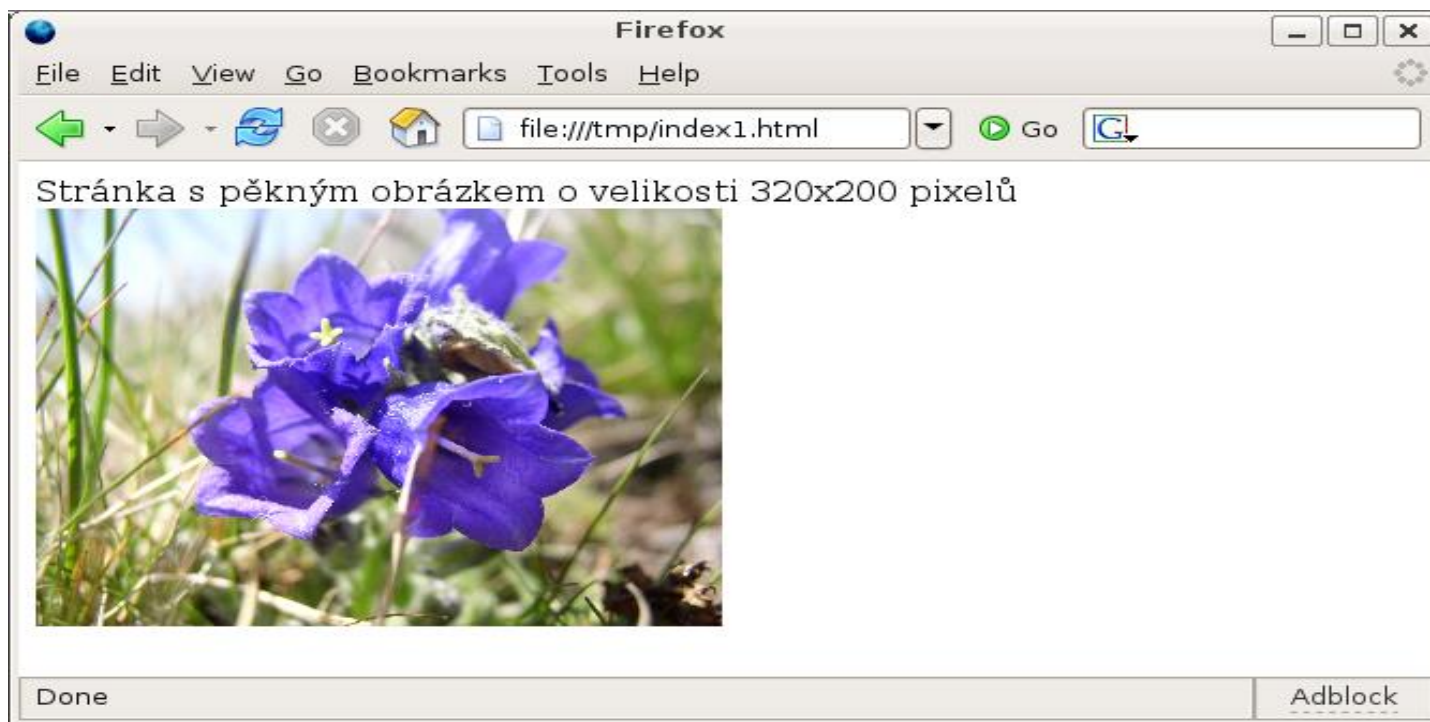 Firefox
File Edit View Go Bookmarks Tools Help
file:///tmp/index1.html Go G
Stránka s pěkným obrázkem o velikosti 320x200 pixelů
Done Adblock